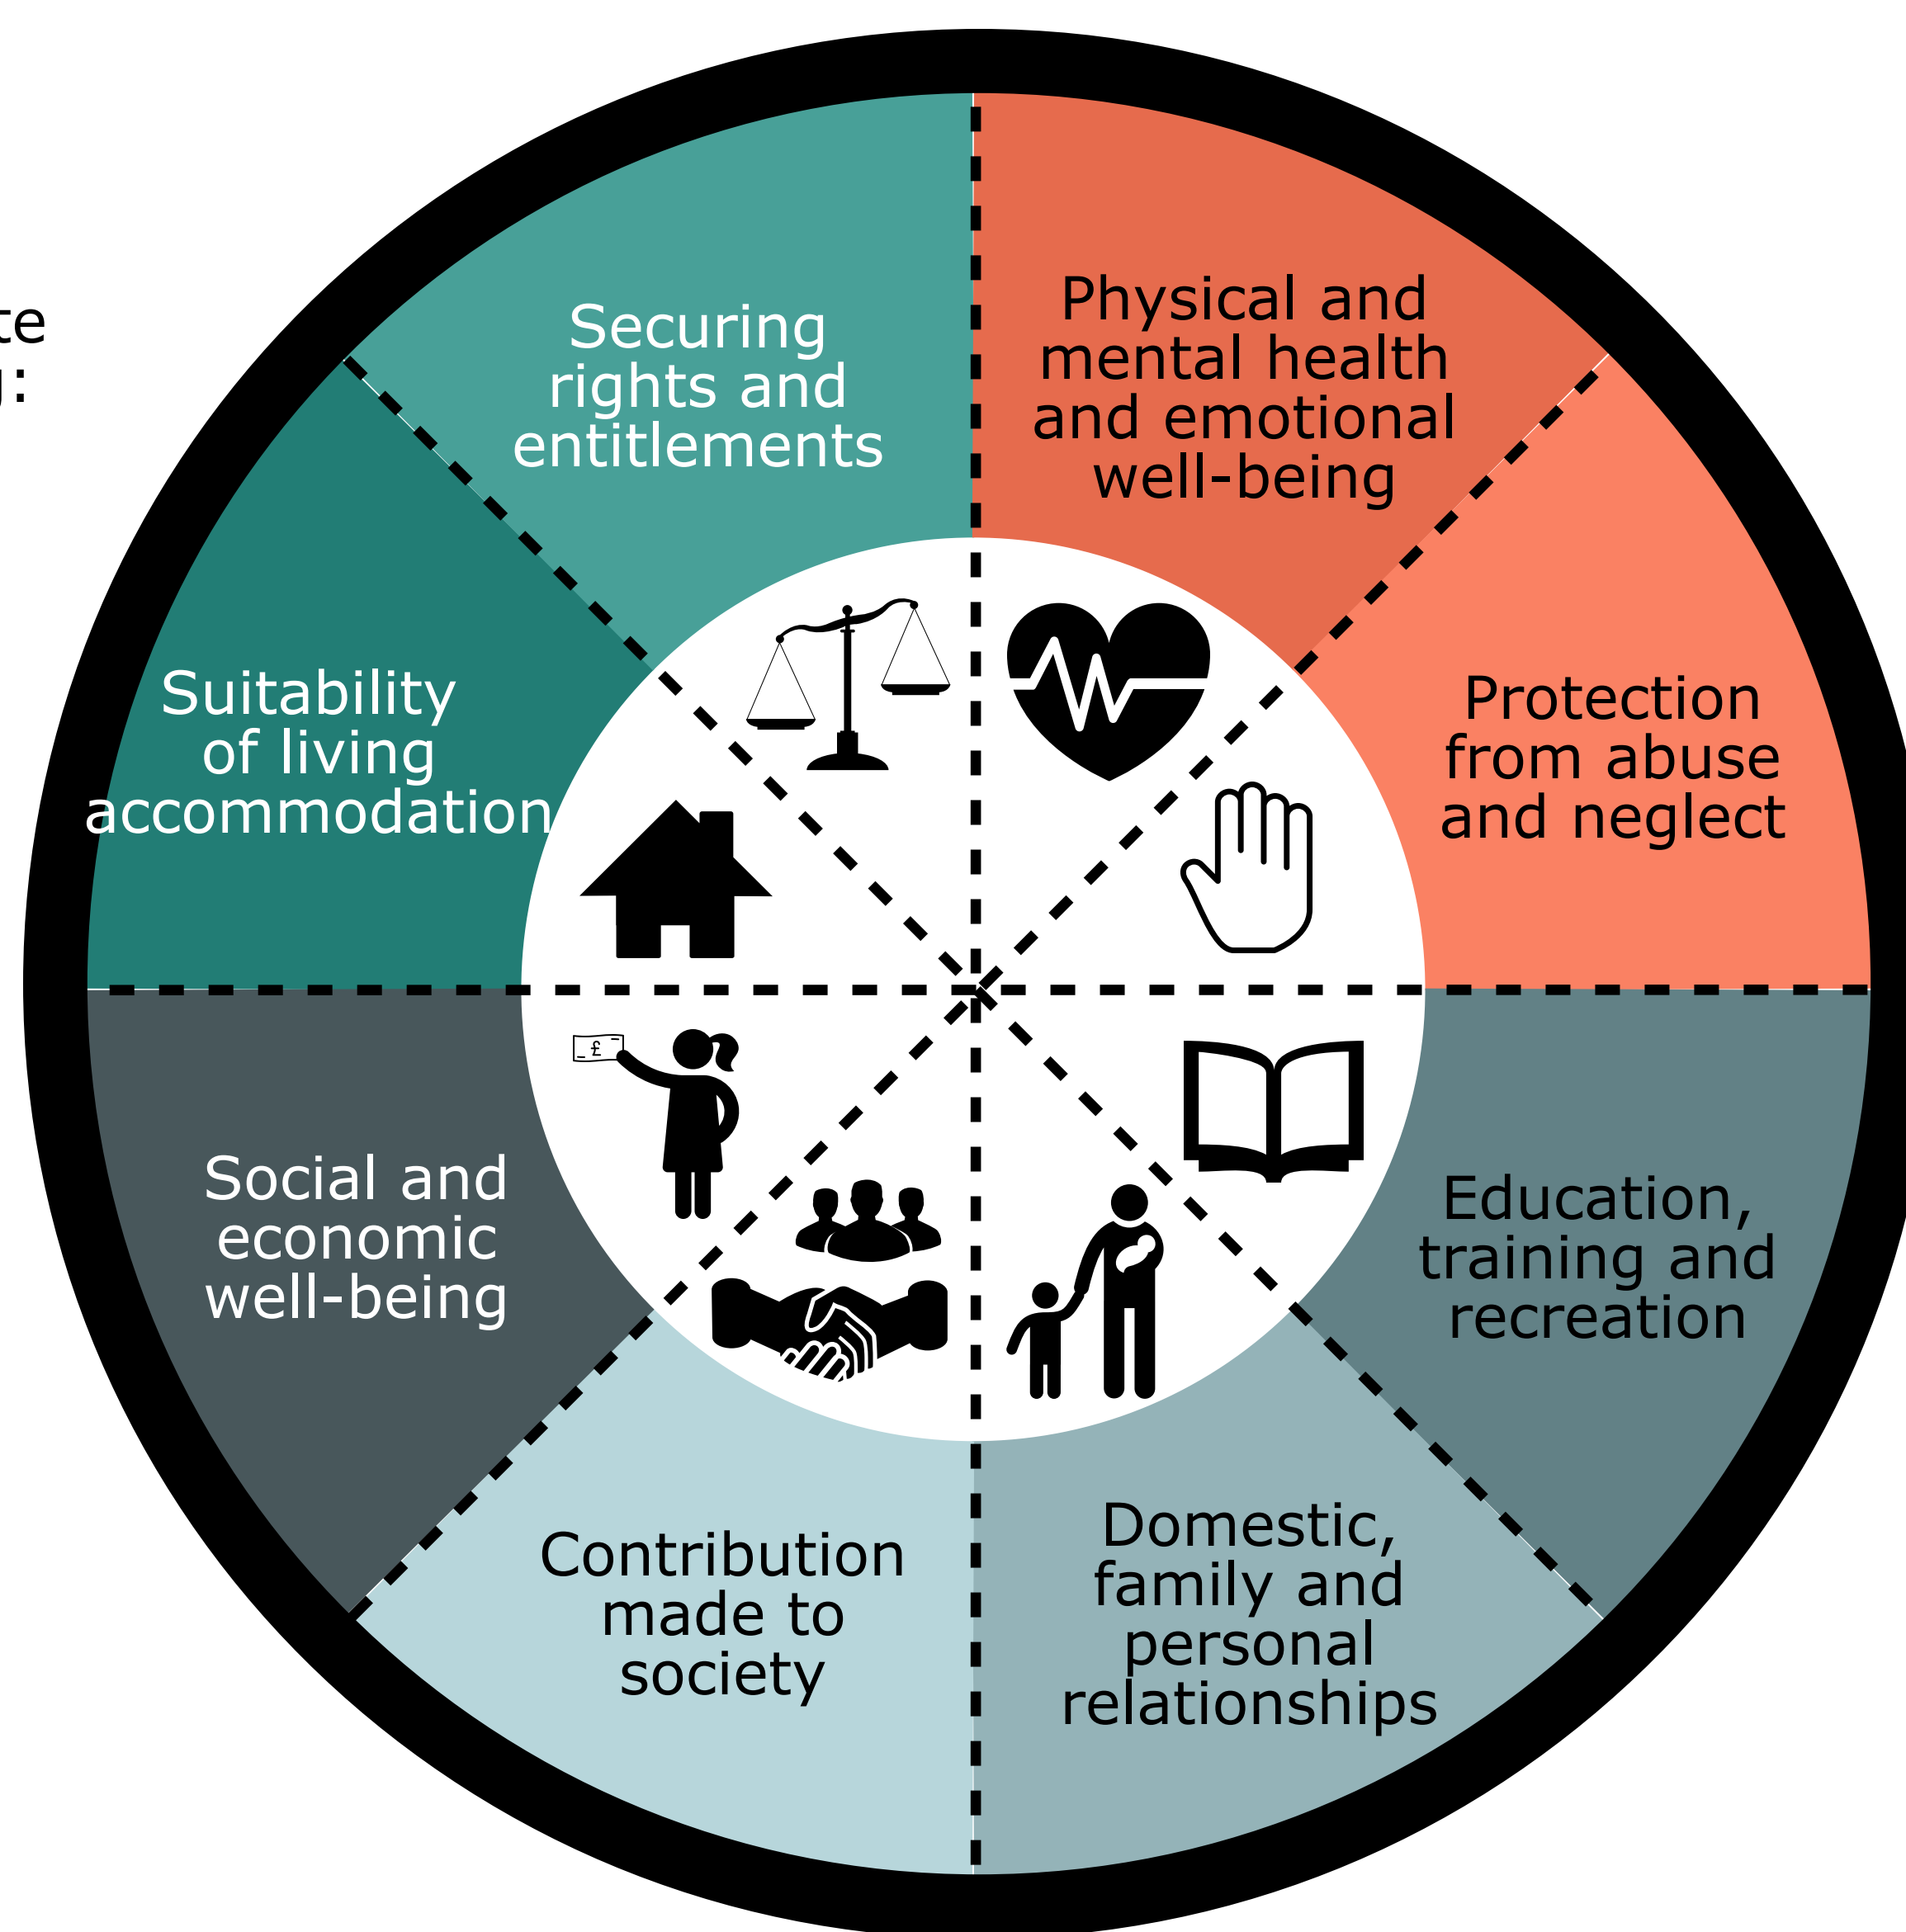 Securing
rights and
entitlements
Physical and
mental health
and emotional
well-being
Protection
from abuse
and neglect
Education,
training and
recreation
Domestic,
family and
personal
relationships
Contribution
made to
society
Social and
economic
well-being
Suitability
of living
accommodation
£